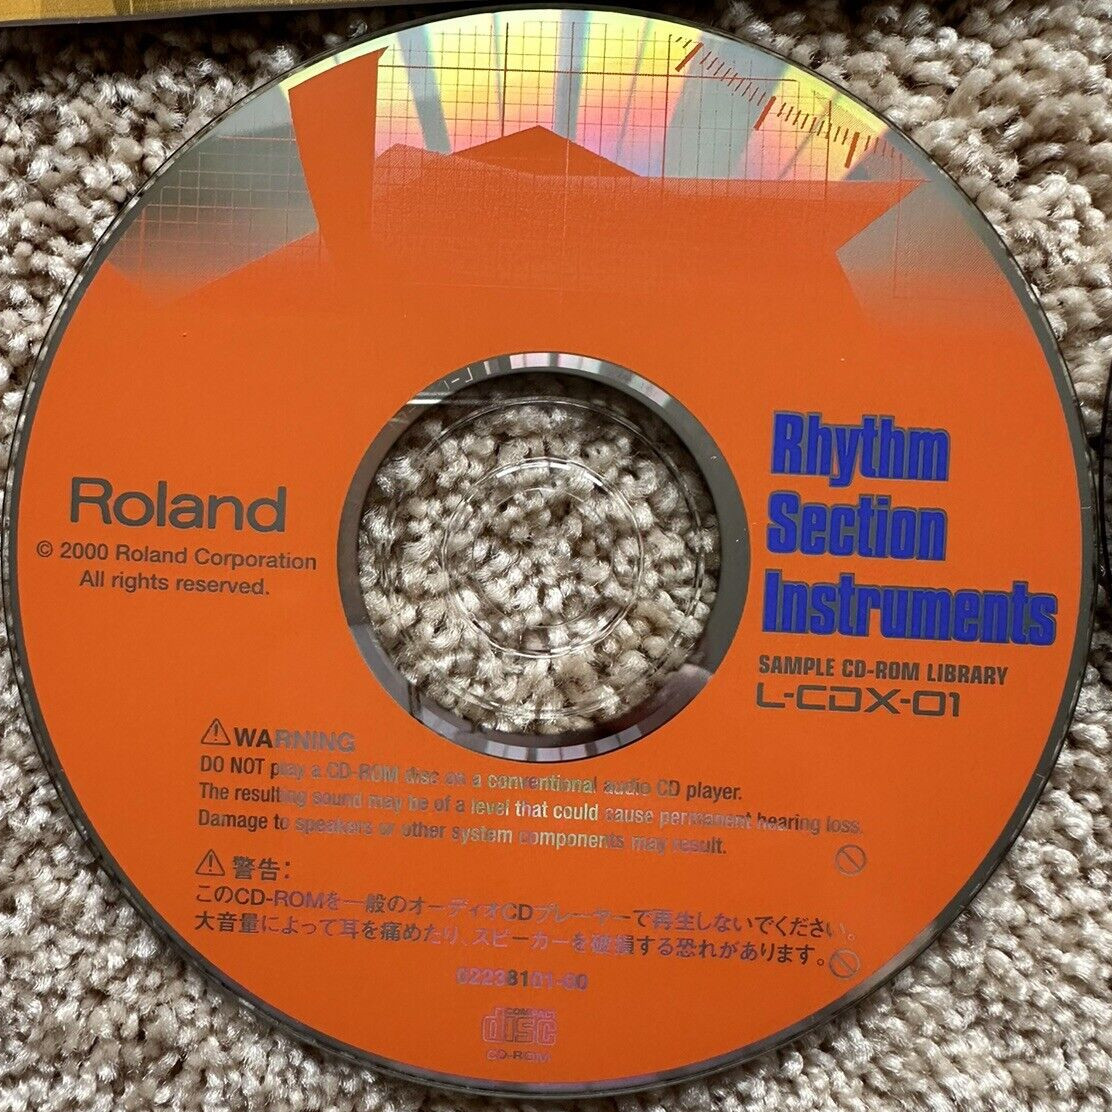 Roland
© 2000 Roland Corporation
All rights reserved.
Rhythm
Section
Instruments
SAMPLE CD-ROM LIBRARY
L-CDX-01
⚠WARNING
DO NOT play a CD-ROM disc on a conventional audio CD player.
The resulting sound may be of a level that could cause permanent hearing loss.
Damage to speakers or other system components may result.
⚠ 警告:
このCD-ROMを一般のオーディオCDプレーヤーで再生しないでください。
大音量によって耳を痛めたり、スピーカーを破損する恐れがあります。
02238101-60
COMPACT
disc
CD-ROM